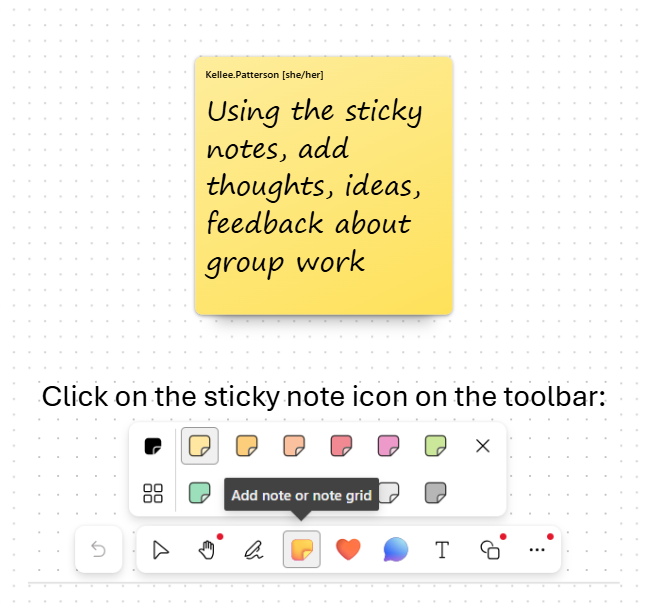 Kellee.Patterson [she/her]
Using the sticky
notes, add
thoughts, ideas,
feedback about
group work
Click on the sticky note icon on the toolbar:
Add note or note grid
T